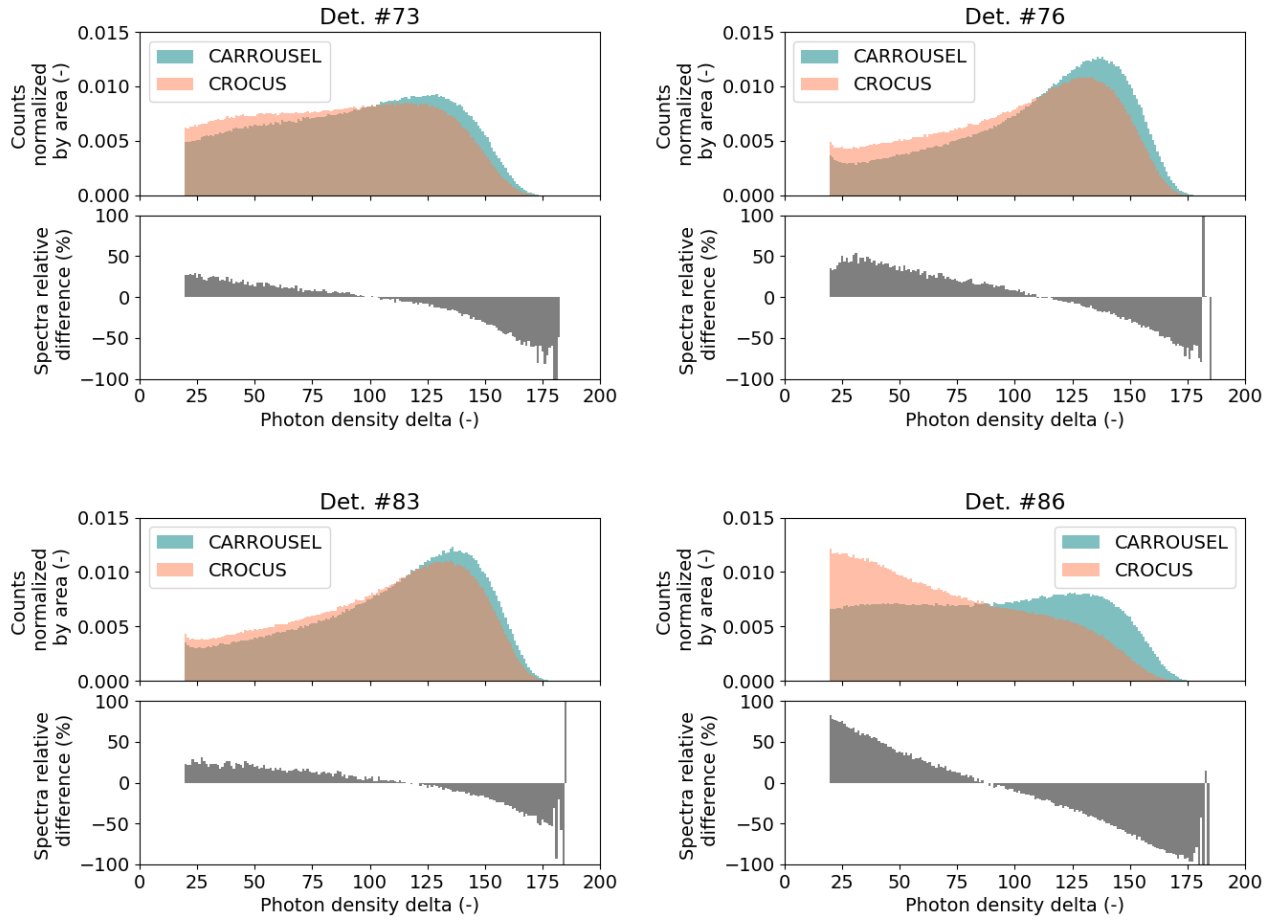 Det. #73
0.015
0.010
0.005
0.000
Counts
normalized
by area (-)
CARROUSEL
CROCUS
100
50
0
−50
−100
Spectra relative
difference (%)
0 25 50 75 100 125 150 175 200
Photon density delta (-)
Det. #76
0.015
0.010
0.005
0.000
Counts
normalized
by area (-)
CARROUSEL
CROCUS
100
50
0
−50
−100
Spectra relative
difference (%)
0 25 50 75 100 125 150 175 200
Photon density delta (-)
Det. #83
0.015
0.010
0.005
0.000
Counts
normalized
by area (-)
CARROUSEL
CROCUS
100
50
0
−50
−100
Spectra relative
difference (%)
0 25 50 75 100 125 150 175 200
Photon density delta (-)
Det. #86
0.015
0.010
0.005
0.000
Counts
normalized
by area (-)
CARROUSEL
CROCUS
100
50
0
−50
−100
Spectra relative
difference (%)
0 25 50 75 100 125 150 175 200
Photon density delta (-)